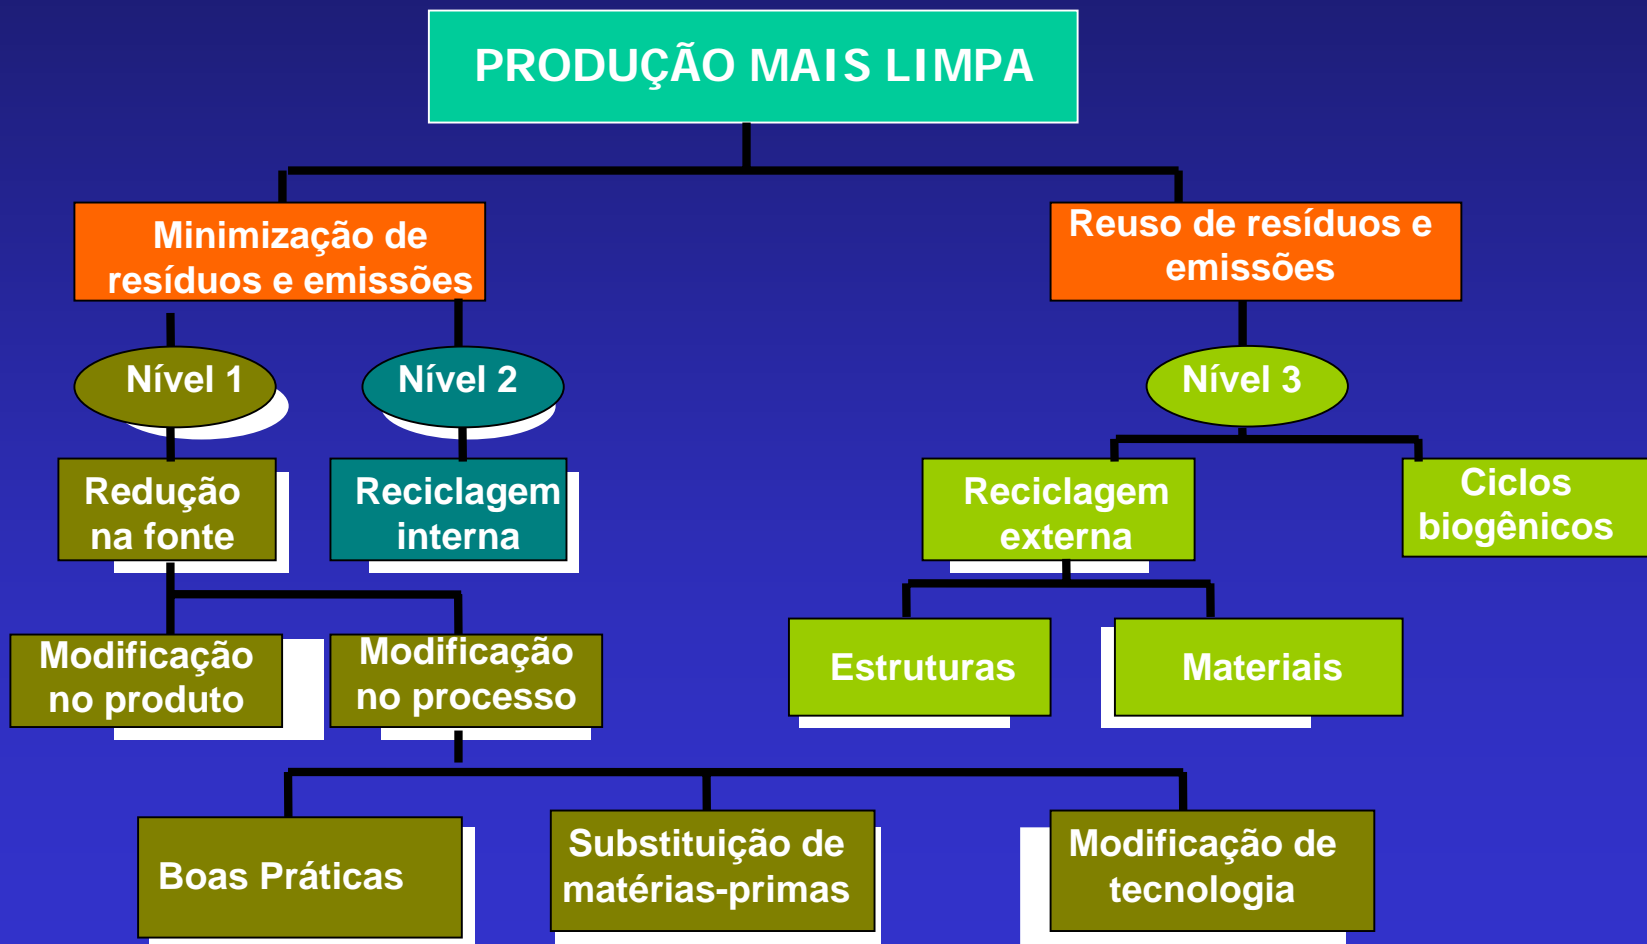 PRODUÇÃO MAIS LIMPA
Minimização de
resíduos e emissões
Reuso de resíduos e
emissões
Nível 1
Nível 2
Nível 3
Redução
na fonte
Reciclagem
interna
Reciclagem
externa
Ciclos
biogênicos
Modificação
no produto
Modificação
no processo
Estruturas
Materiais
Boas Práticas
Substituição de
matérias-primas
Modificação de
tecnologia